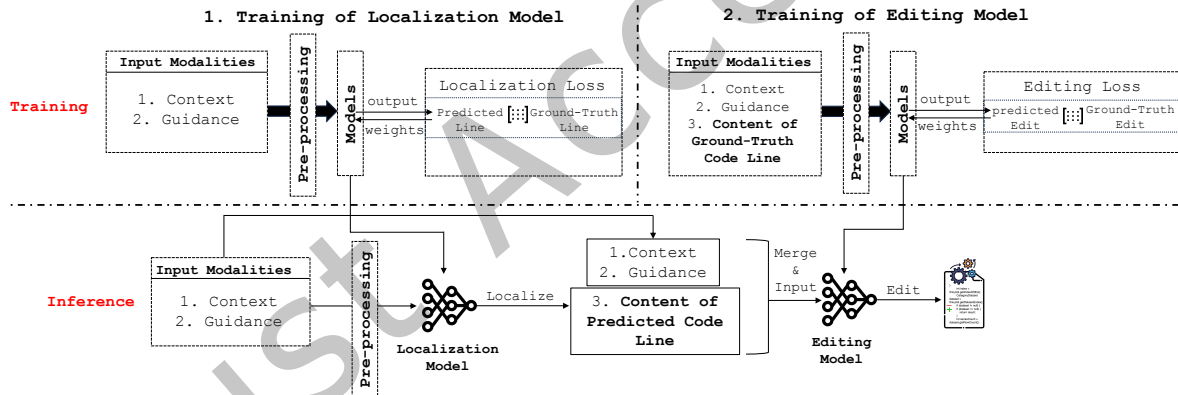 1. Training of Localization Model
2. Training of Editing Model
Training
Input Modalities
1. Context
2. Guidance
Pre-processing
Models
output
weights
Localization Loss
Predicted
Line
[:::]
Ground-Truth
Line
Input Modalities
1. Context
2. Guidance
3. Content of
Ground-Truth
Code Line
Pre-processing
Models
output
weights
Editing Loss
predicted
Edit
[:::]
Ground-Truth
Edit
Inference
Input Modalities
1. Context
2. Guidance
Pre-processing
Localization
Model
Localize
1.Context
2. Guidance
3. Content of
Predicted Code
Line
Merge
&
Input
Editing
Model
Edit
ust Acc